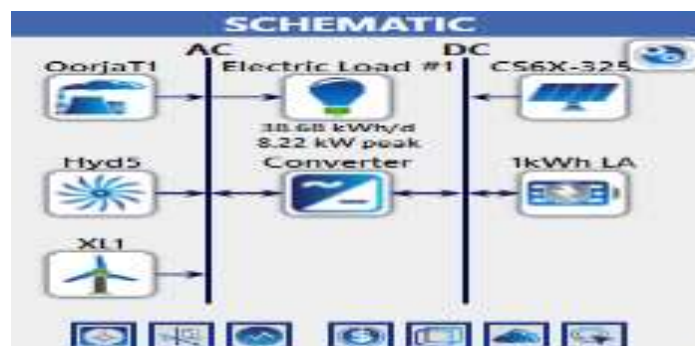 SCHEMATIC
AC DC
OorjaT1 Electric Load #1 CS6X-325
38.68 kWh/d
8.22 kW peak
Hyd5 Converter 1kWh LA
XL1